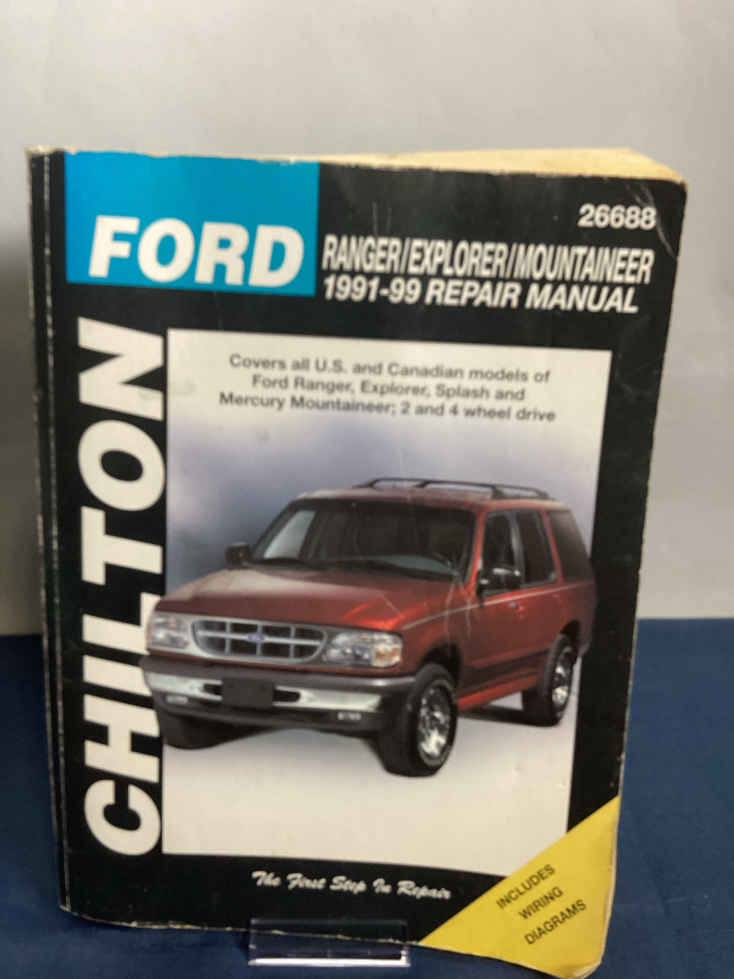 26688
FORD
RANGER/EXPLORER/MOUNTAINEER
1991-99 REPAIR MANUAL
CHILTON
Covers all U.S. and Canadian models of
Ford Ranger, Explorer, Splash and
Mercury Mountaineer; 2 and 4 wheel drive
The First Step In Repair
INCLUDES
WIRING
DIAGRAMS